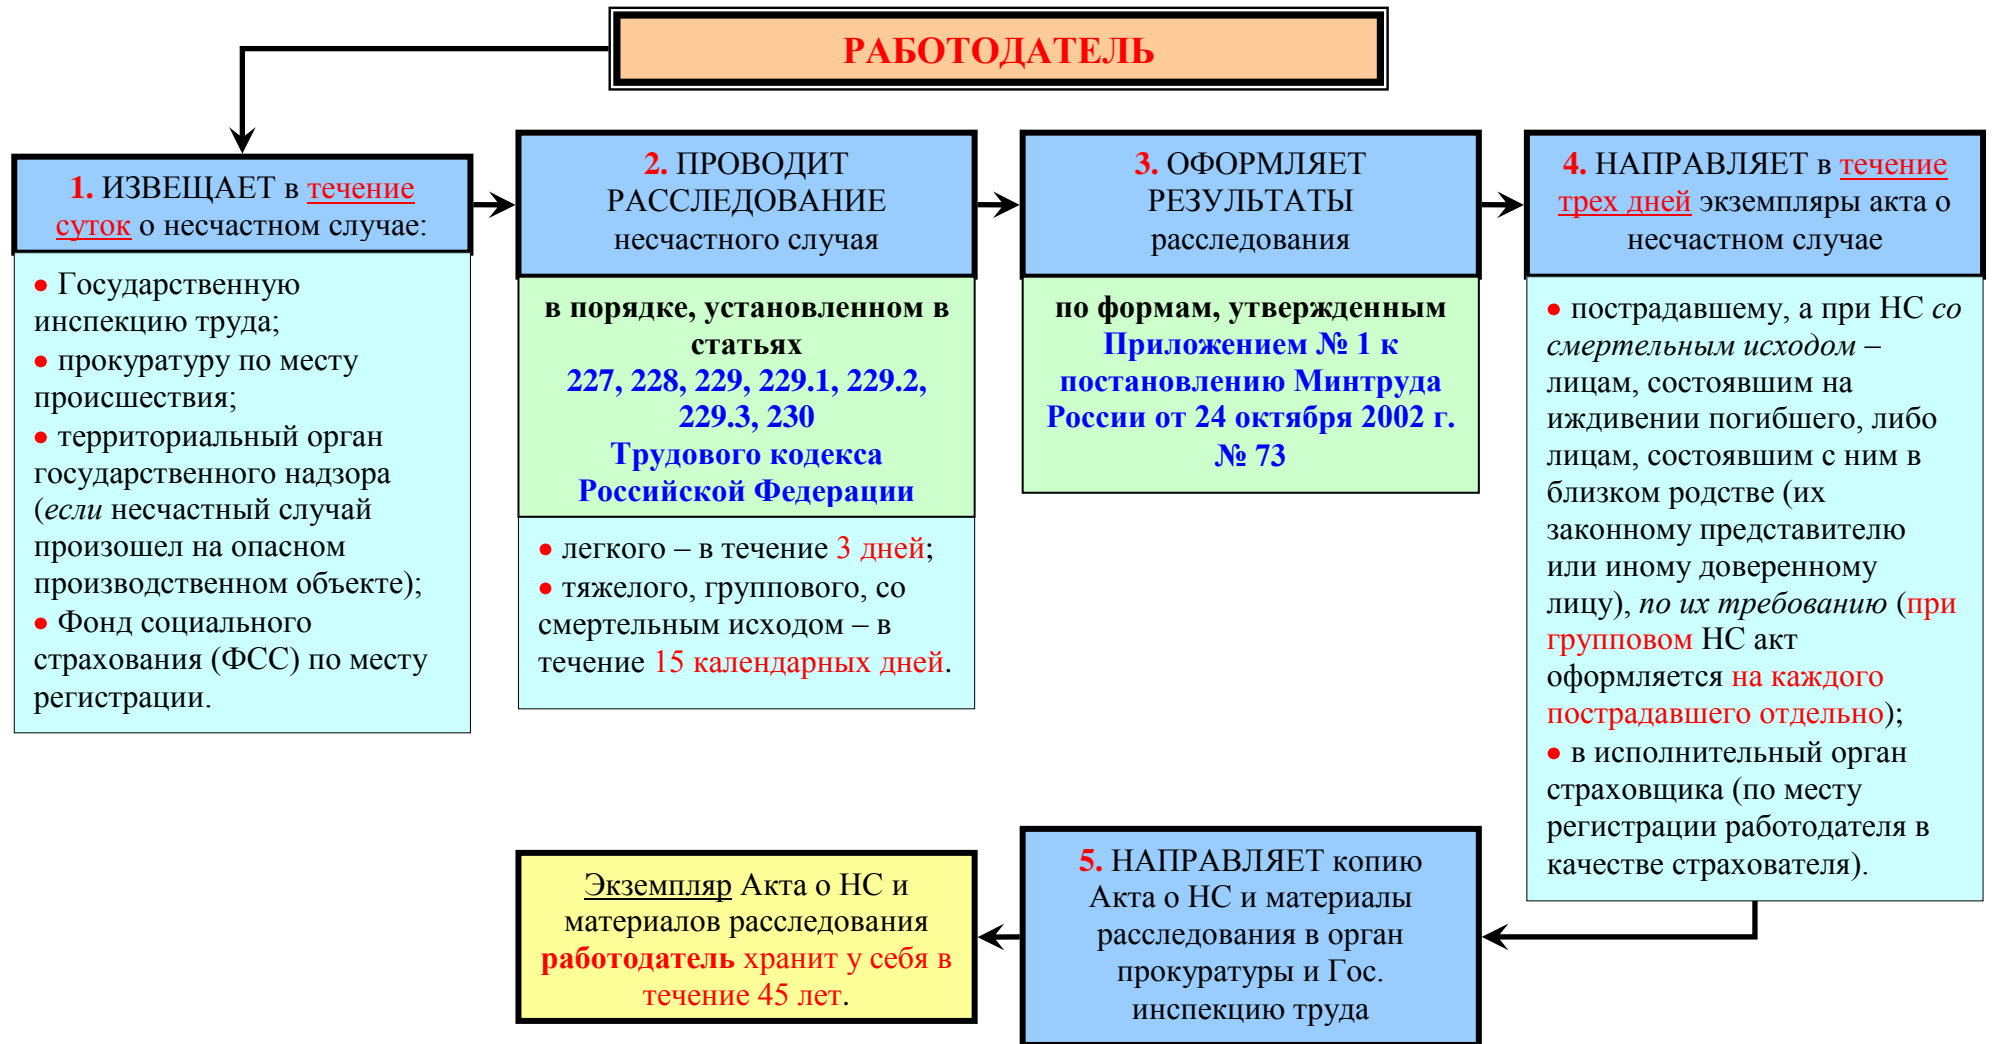 РАБОТОДАТЕЛЬ
1. ИЗВЕЩАЕТ в течение
суток о несчастном случае:
• Государственную
инспекцию труда;
• прокуратуру по месту
происшествия;
• территориальный орган
государственного надзора
(если несчастный случай
произошел на опасном
производственном объекте);
• Фонд социального
страхования (ФСС) по месту
регистрации.
2. ПРОВОДИТ
РАССЛЕДОВАНИЕ
несчастного случая
в порядке, установленном в
статьях
227, 228, 229, 229.1, 229.2,
229.3, 230
Трудового кодекса
Российской Федерации
• легкого – в течение 3 дней;
• тяжелого, группового, со
смертельным исходом – в
течение 15 календарных дней.
3. ОФОРМЛЯЕТ
РЕЗУЛЬТАТЫ
расследования
по формам, утвержденным
Приложением № 1 к
постановлению Минтруда
России от 24 октября 2002 г.
№ 73
4. НАПРАВЛЯЕТ в течение
трех дней экземпляры акта о
несчастном случае
• пострадавшему, а при НС со
смертельным исходом –
лицам, состоявшим на
иждивении погибшего, либо
лицам, состоявшим с ним в
близком родстве (их
законному представителю
или иному доверенному
лицу), по их требованию (при
групповом НС акт
оформляется на каждого
пострадавшего отдельно);
• в исполнительный орган
страховщика (по месту
регистрации работодателя в
качестве страхователя).
5. НАПРАВЛЯЕТ копию
Акта о НС и материалы
расследования в орган
прокуратуры и Гос.
инспекцию труда
Экземпляр Акта о НС и
материалов расследования
работодатель хранит у себя в
течение 45 лет.